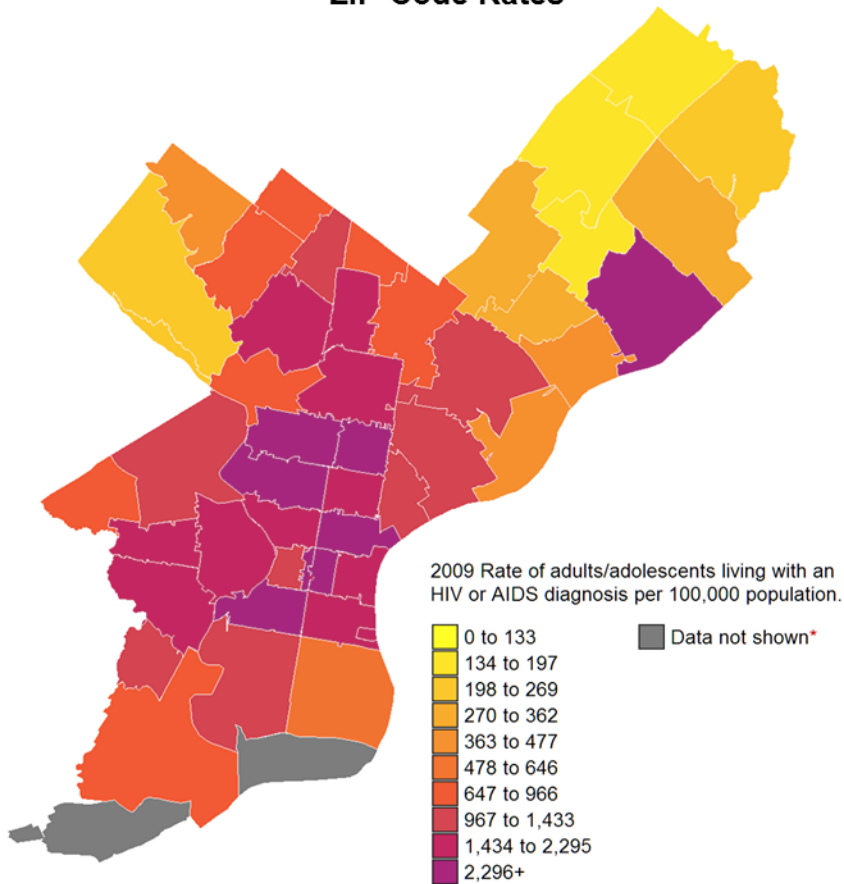 ZIP Code Rates
2009 Rate of adults/adolescents living with an
HIV or AIDS diagnosis per 100,000 population.
0 to 133
134 to 197
198 to 269
270 to 362
363 to 477
478 to 646
647 to 966
967 to 1,433
1,434 to 2,295
2,296+
Data not shown*